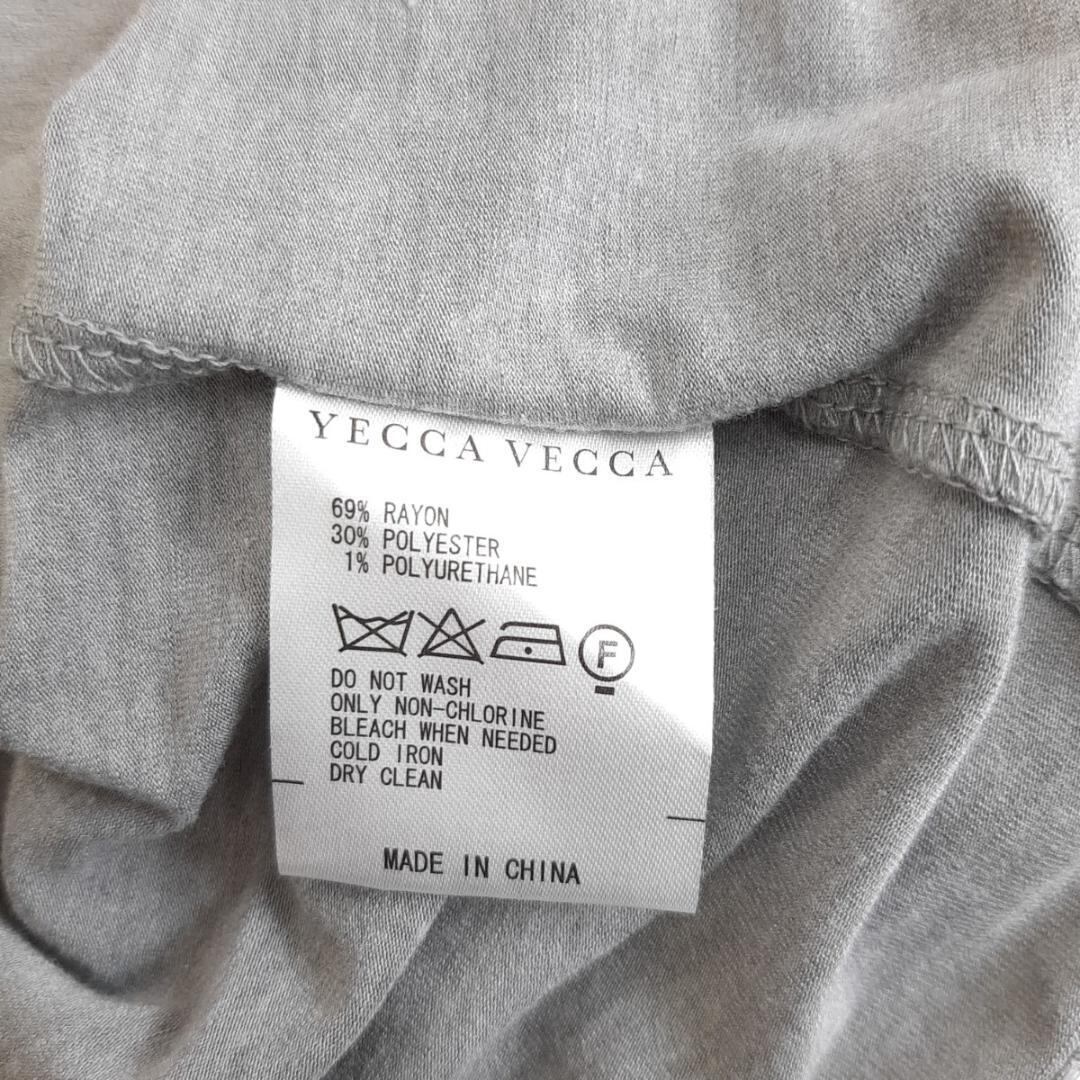 YECCA VECCA
69% RAYON
30% POLYESTER
1% POLYURETHANE
F
DO NOT WASH
ONLY NON-CHLORINE
BLEACH WHEN NEEDED
COLD IRON
DRY CLEAN
MADE IN CHINA